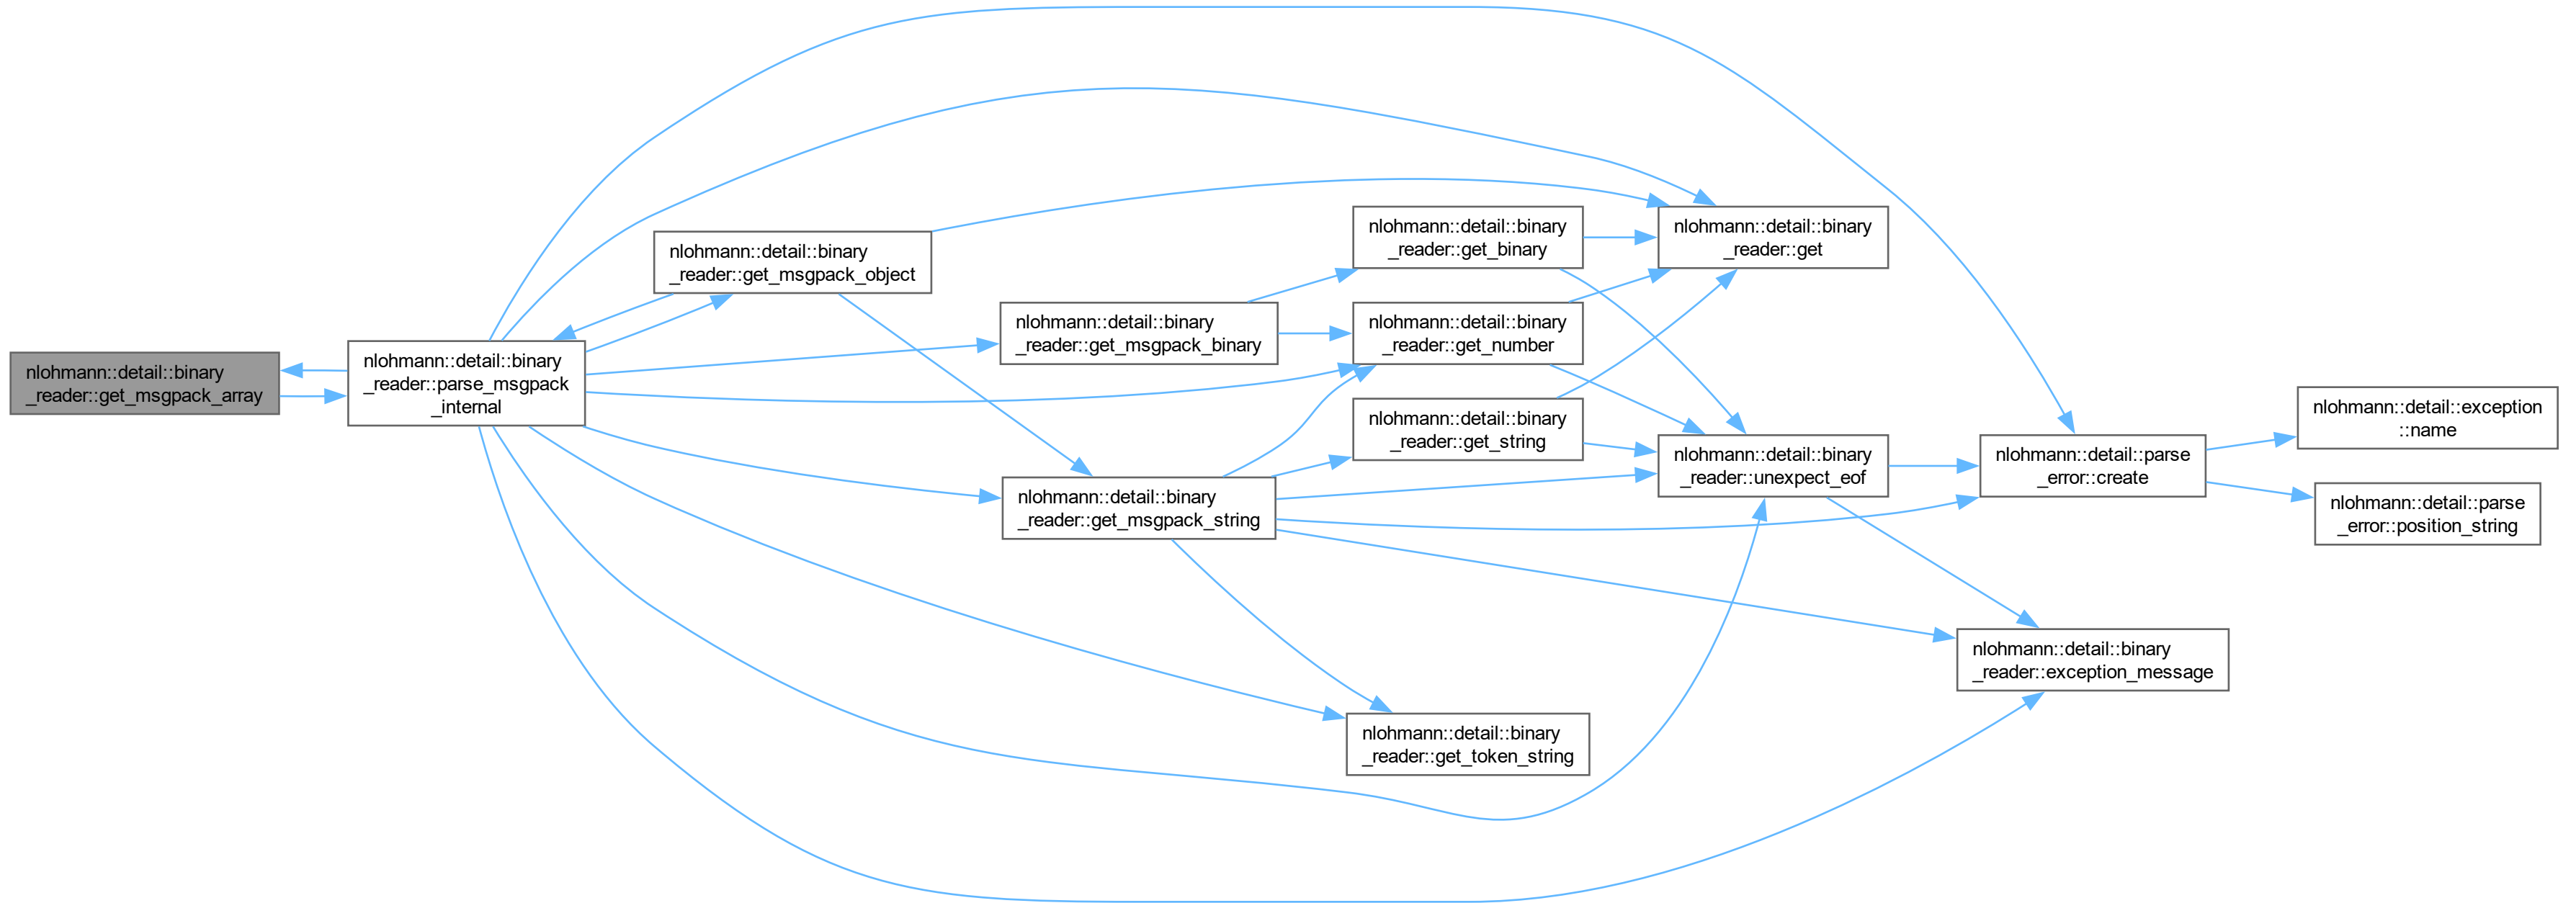 nlohmann::detail::binary
_reader::get_msgpack_array
nlohmann::detail::binary
_reader::parse_msgpack
_internal
nlohmann::detail::binary
_reader::get_msgpack_object
nlohmann::detail::binary
_reader::get_msgpack_binary
nlohmann::detail::binary
_reader::get_msgpack_string
nlohmann::detail::binary
_reader::get_binary
nlohmann::detail::binary
_reader::get_number
nlohmann::detail::binary
_reader::get_string
nlohmann::detail::binary
_reader::get_token_string
nlohmann::detail::binary
_reader::get
nlohmann::detail::binary
_reader::unexpect_eof
nlohmann::detail::parse
_error::create
nlohmann::detail::binary
_reader::exception_message
nlohmann::detail::exception
::name
nlohmann::detail::parse
_error::position_string